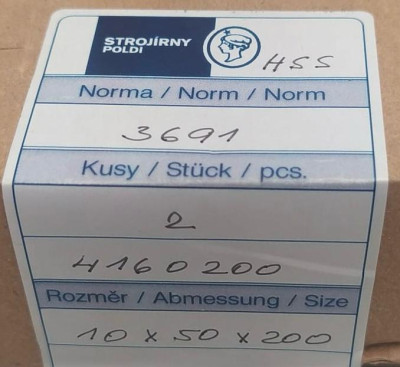 STROJÍRNY
POLDI
HSS
Norma / Norm / Norm
3691
Kusy / Stück / pcs.
2
4160200
Rozměr / Abmessung / Size
10 x 50 x 200